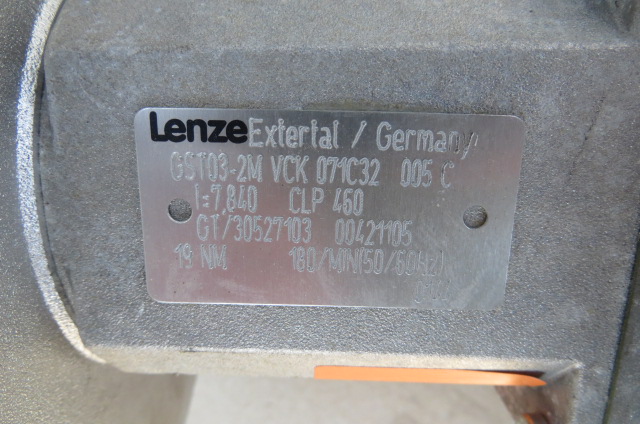 Lenze Extertal / Germany
GST03-2M VCK 071C32 005 C
I=7.840 CLP 460
GT/30527103 00421105
19 NM 180/MIN(50/60HZ)